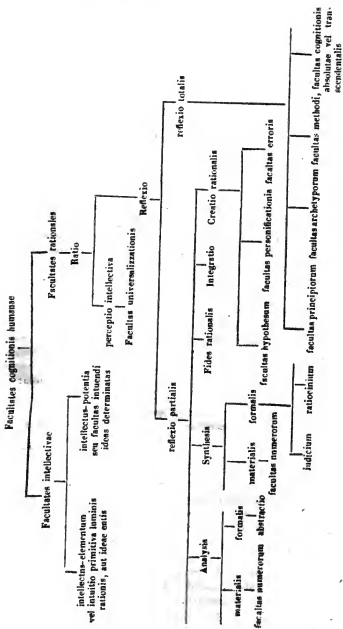 Facultates cognitionis humanae
Facultates intellectivae
Facultates rationales
intellectns-elementum
vel intuitio primitiva luminis
rationis, aut ideae entis
intellectus-potentia
seu facultas intuendi
ideas determinatas
Ratio
perceptio intellectiva
Facultas universalizzationis
Reflexio
reflexio partialis
reflexio totalis
Analysis
Synthesis
Fides rationalis
Integratio
Creatio rationalis
materialis
formalis
facultas numerorum
abstractio
materialis
formalis
facultas numerorum
iudicium
ratiocinium
facultas hypothesum
facultas personificationis
facultas erroris
facultas principiorum
facultas archetyporum
facultas methodi,
facultas cognitionis
absolutae vel tran-
scendentalis